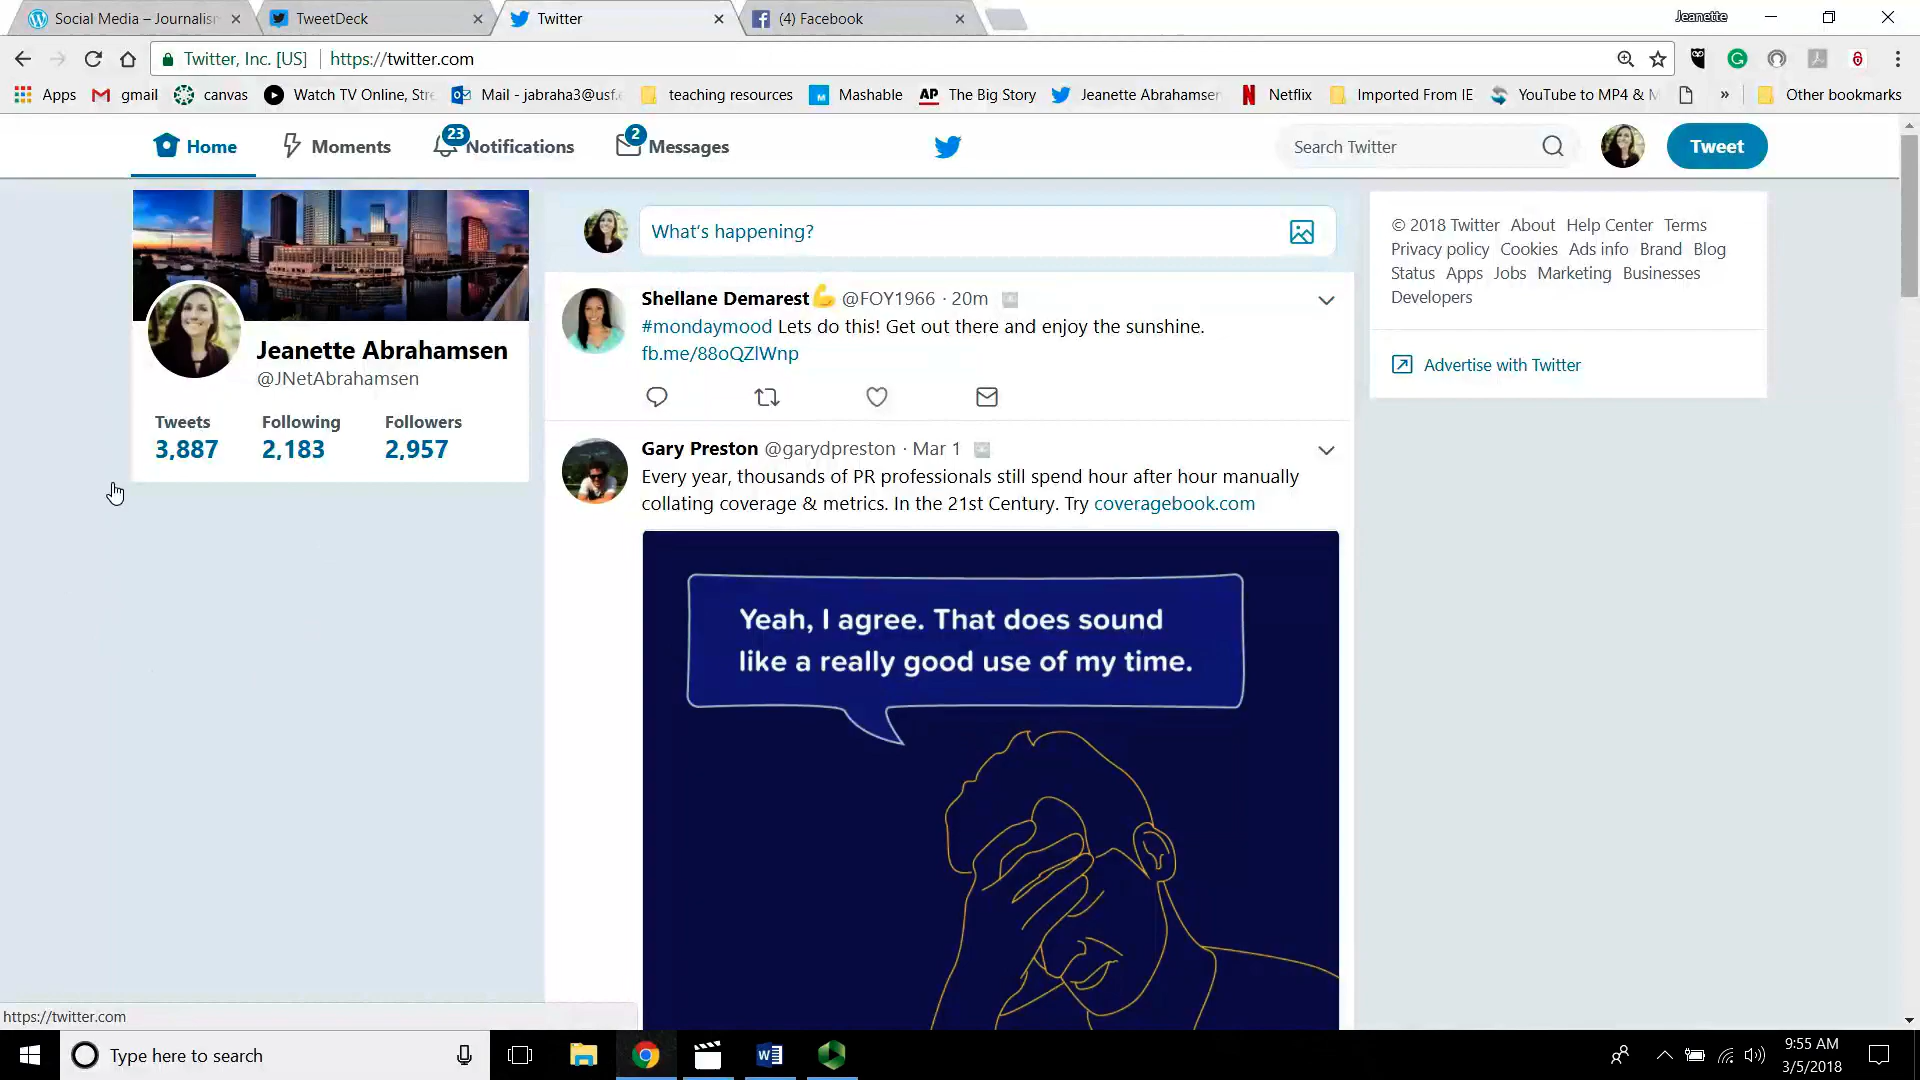 Social Media – Journalis
TweetDeck
Twitter
(4) Facebook
Jeanette
Twitter, Inc. [US]
https://twitter.com
Apps
gmail
canvas
Watch TV Online, Str
Mail - jabraha3@usf.e
teaching resources
Mashable
AP
The Big Story
Jeanette Abrahamser
Netflix
Imported From IE
YouTube to MP4 & M
»
Other bookmarks
Home
Moments
23
Notifications
2
Messages
Search Twitter
Tweet
Jeanette Abrahamsen
@JNetAbrahamsen
Tweets Following Followers
3,887 2,183 2,957
What's happening?
Shellane Demarest @FOY1966 · 20m
#mondaymood Lets do this! Get out there and enjoy the sunshine.
fb.me/88oQZlWnp
Gary Preston @garydpreston · Mar 1
Every year, thousands of PR professionals still spend hour after hour manually
collating coverage & metrics. In the 21st Century. Try coveragebook.com
Yeah, I agree. That does sound
like a really good use of my time.
© 2018 Twitter About Help Center Terms
Privacy policy Cookies Ads info Brand Blog
Status Apps Jobs Marketing Businesses
Developers
Advertise with Twitter
https://twitter.com
Type here to search
9:55 AM
3/5/2018